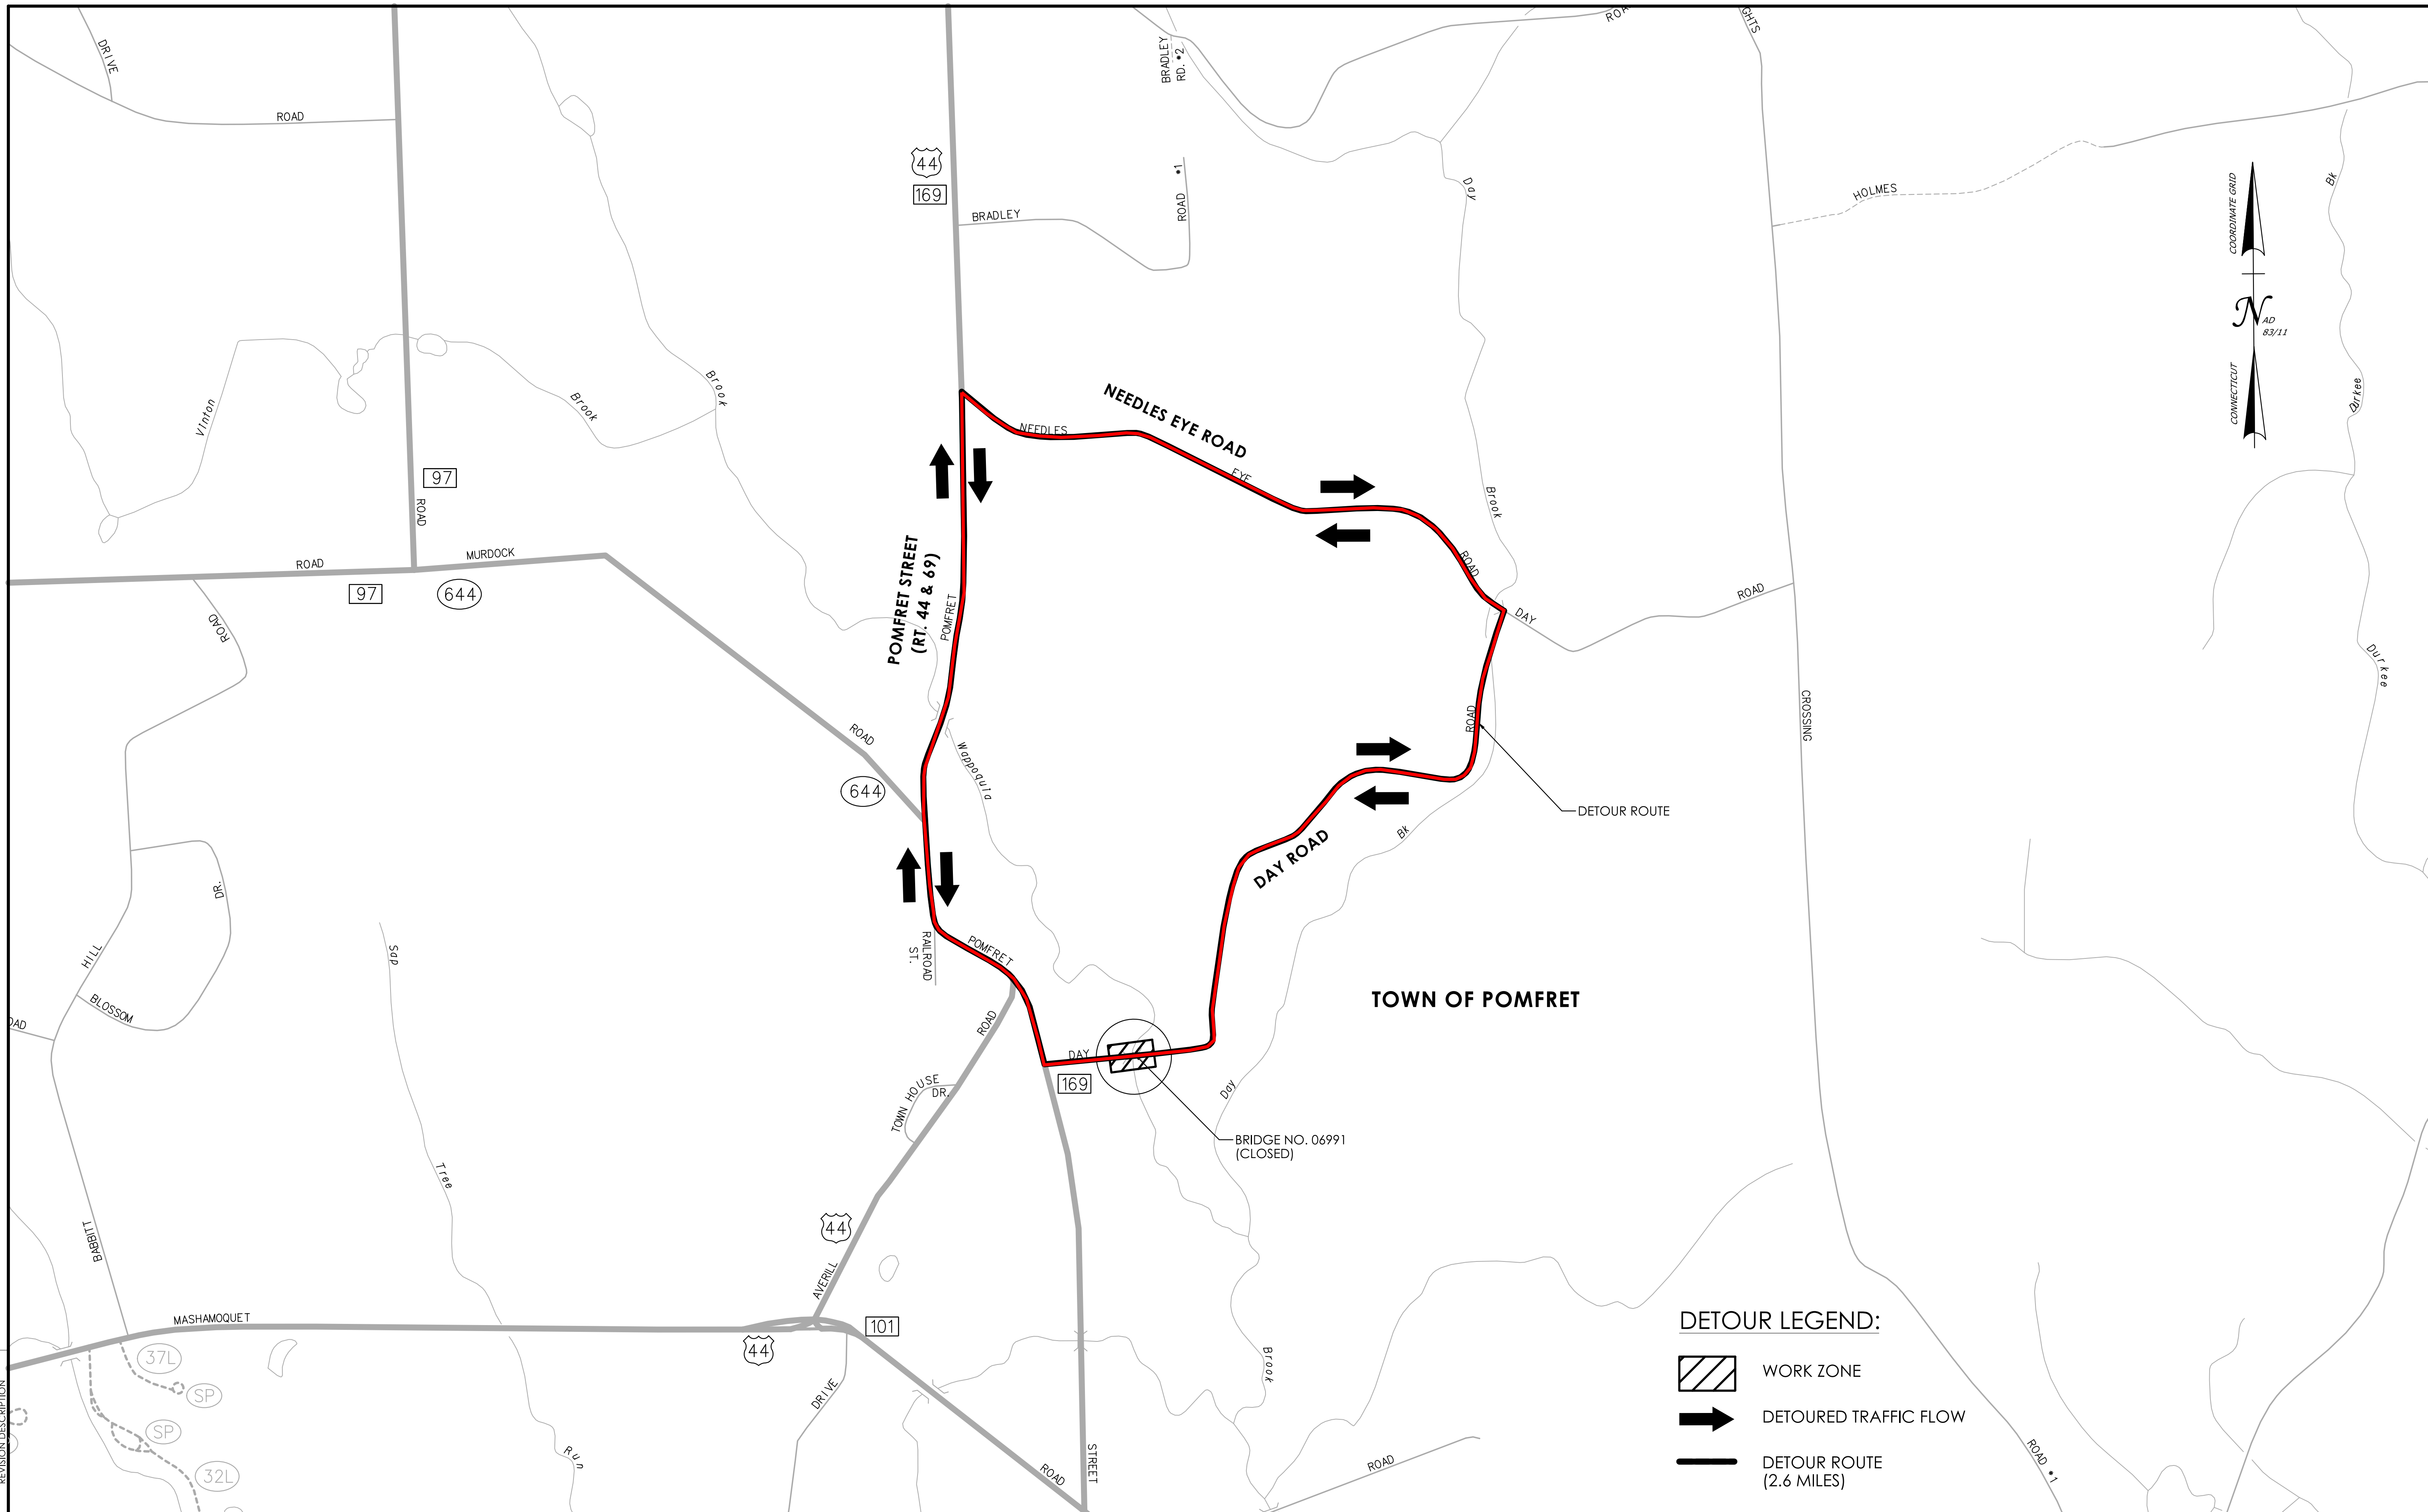 DRIVE
ROAD
44
169
BRADLEY
RD. •2
BRADLEY
ROAD •1
Day
HOLMES
Bk
COORDINATE GRID
N
AD
83/11
CONNECTICUT
Vinton
Brook
Brook
97
ROAD
ROAD
97
MURDOCK
644
ROAD
NEEDLES EYE ROAD
NEEDLES
EYE
ROAD
Brook
Durkee
POMFRET STREET
(RT. 44 & 69)
POMFRET
DAY
ROAD
ROAD
CROSSING
Durkee
ROAD
644
Wappoquia
DETOUR ROUTE
DAY ROAD
Bk
DR.
HILL
BLOSSOM
Sap
RAILROAD
ST.
POMFRET
ROAD
TOWN OF POMFRET
DAY
169
TOWN HOUSE
DR.
Day
BRIDGE NO. 06991
(CLOSED)
Tree
BABBITT
44
AVERILL
MASHAMOQUET
101
44
37L
SP
SP
32L
DRIVE
Run
ROAD
STREET
Brook
ROAD
ROAD •1
DETOUR LEGEND:
WORK ZONE
DETOURED TRAFFIC FLOW
DETOUR ROUTE
(2.6 MILES)
REVISION DESCRIPTION